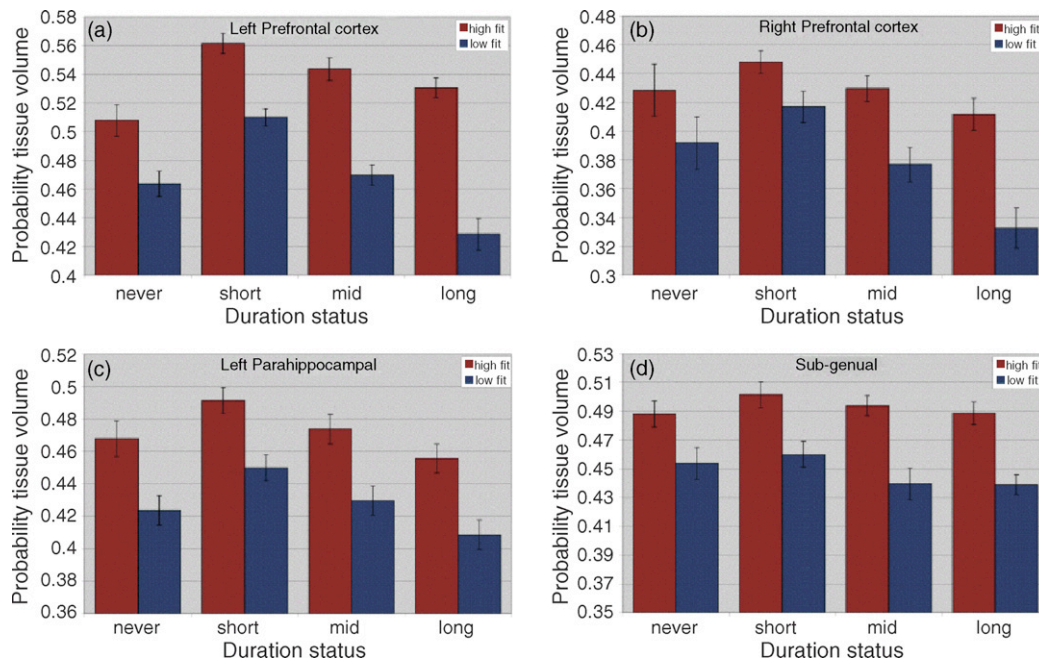 (a)
Left Prefrontal cortex
high fit
low fit
Probability tissue volume
0.58
0.56
0.54
0.52
0.5
0.48
0.46
0.44
0.42
0.4
never short mid long
Duration status
(b)
Right Prefrontal cortex
high fit
low fit
Probability tissue volume
0.48
0.46
0.44
0.42
0.4
0.38
0.36
0.34
0.32
0.3
never short mid long
Duration status
(c)
Left Parahippocampal
high fit
low fit
Probability tissue volume
0.52
0.5
0.48
0.46
0.44
0.42
0.4
0.38
0.36
never short mid long
Duration status
(d)
Sub-genual
high fit
low fit
Probability tissue volume
0.53
0.51
0.49
0.47
0.45
0.43
0.41
0.39
0.37
0.35
never short mid long
Duration status